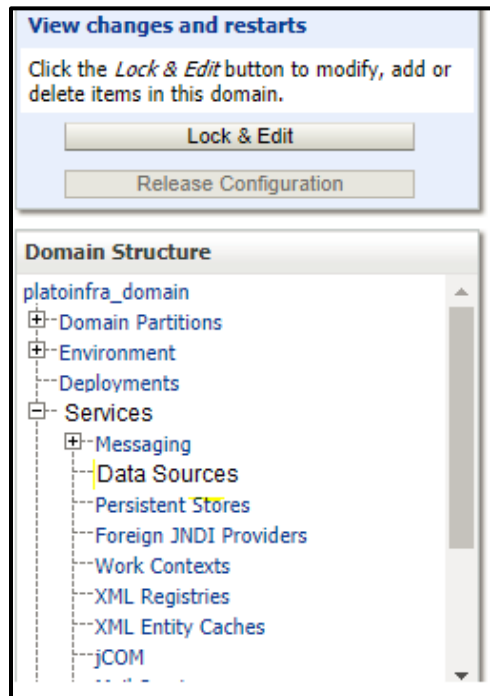 View changes and restarts
Click the Lock & Edit button to modify, add or
delete items in this domain.
Lock & Edit
Release Configuration
Domain Structure
platoinfra_domain
Domain Partitions
Environment
Deployments
Services
Messaging
Data Sources
Persistent Stores
Foreign JNDI Providers
Work Contexts
XML Registries
XML Entity Caches
jCOM